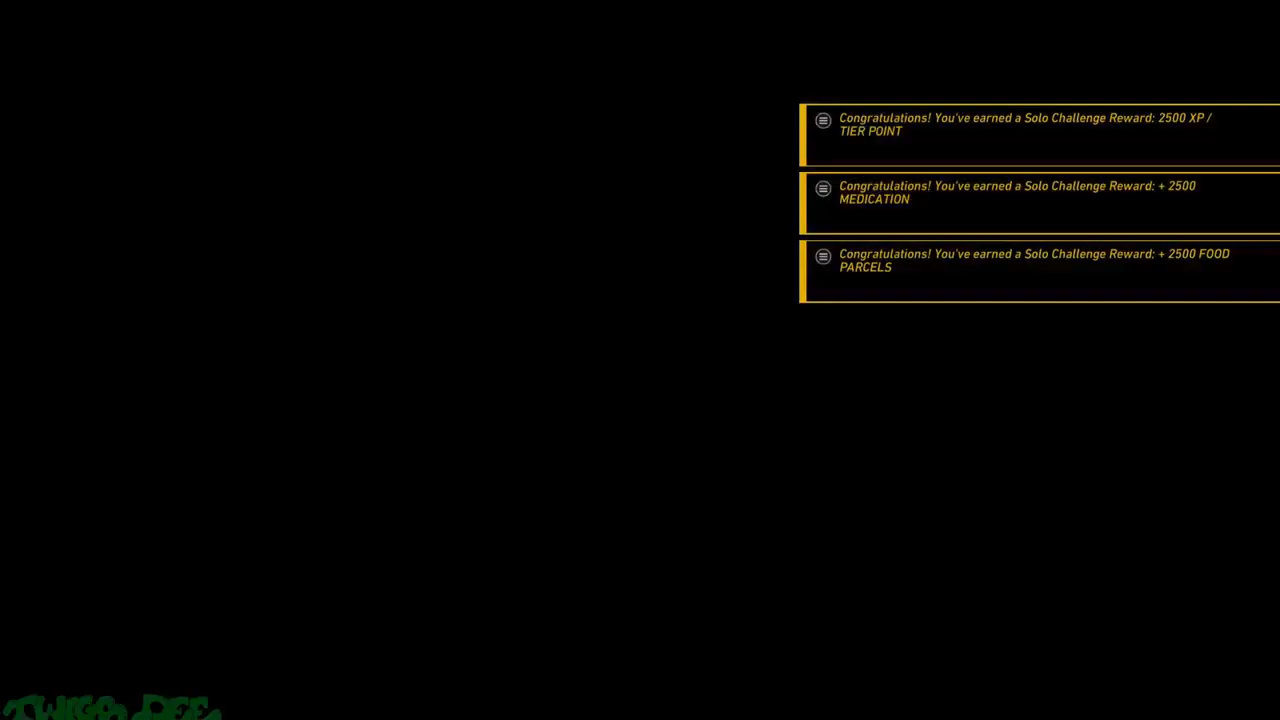 Congratulations! You've earned a Solo Challenge Reward: 2500 XP /
TIER POINT
Congratulations! You've earned a Solo Challenge Reward: + 2500
MEDICATION
Congratulations! You've earned a Solo Challenge Reward: + 2500 FOOD
PARCELS